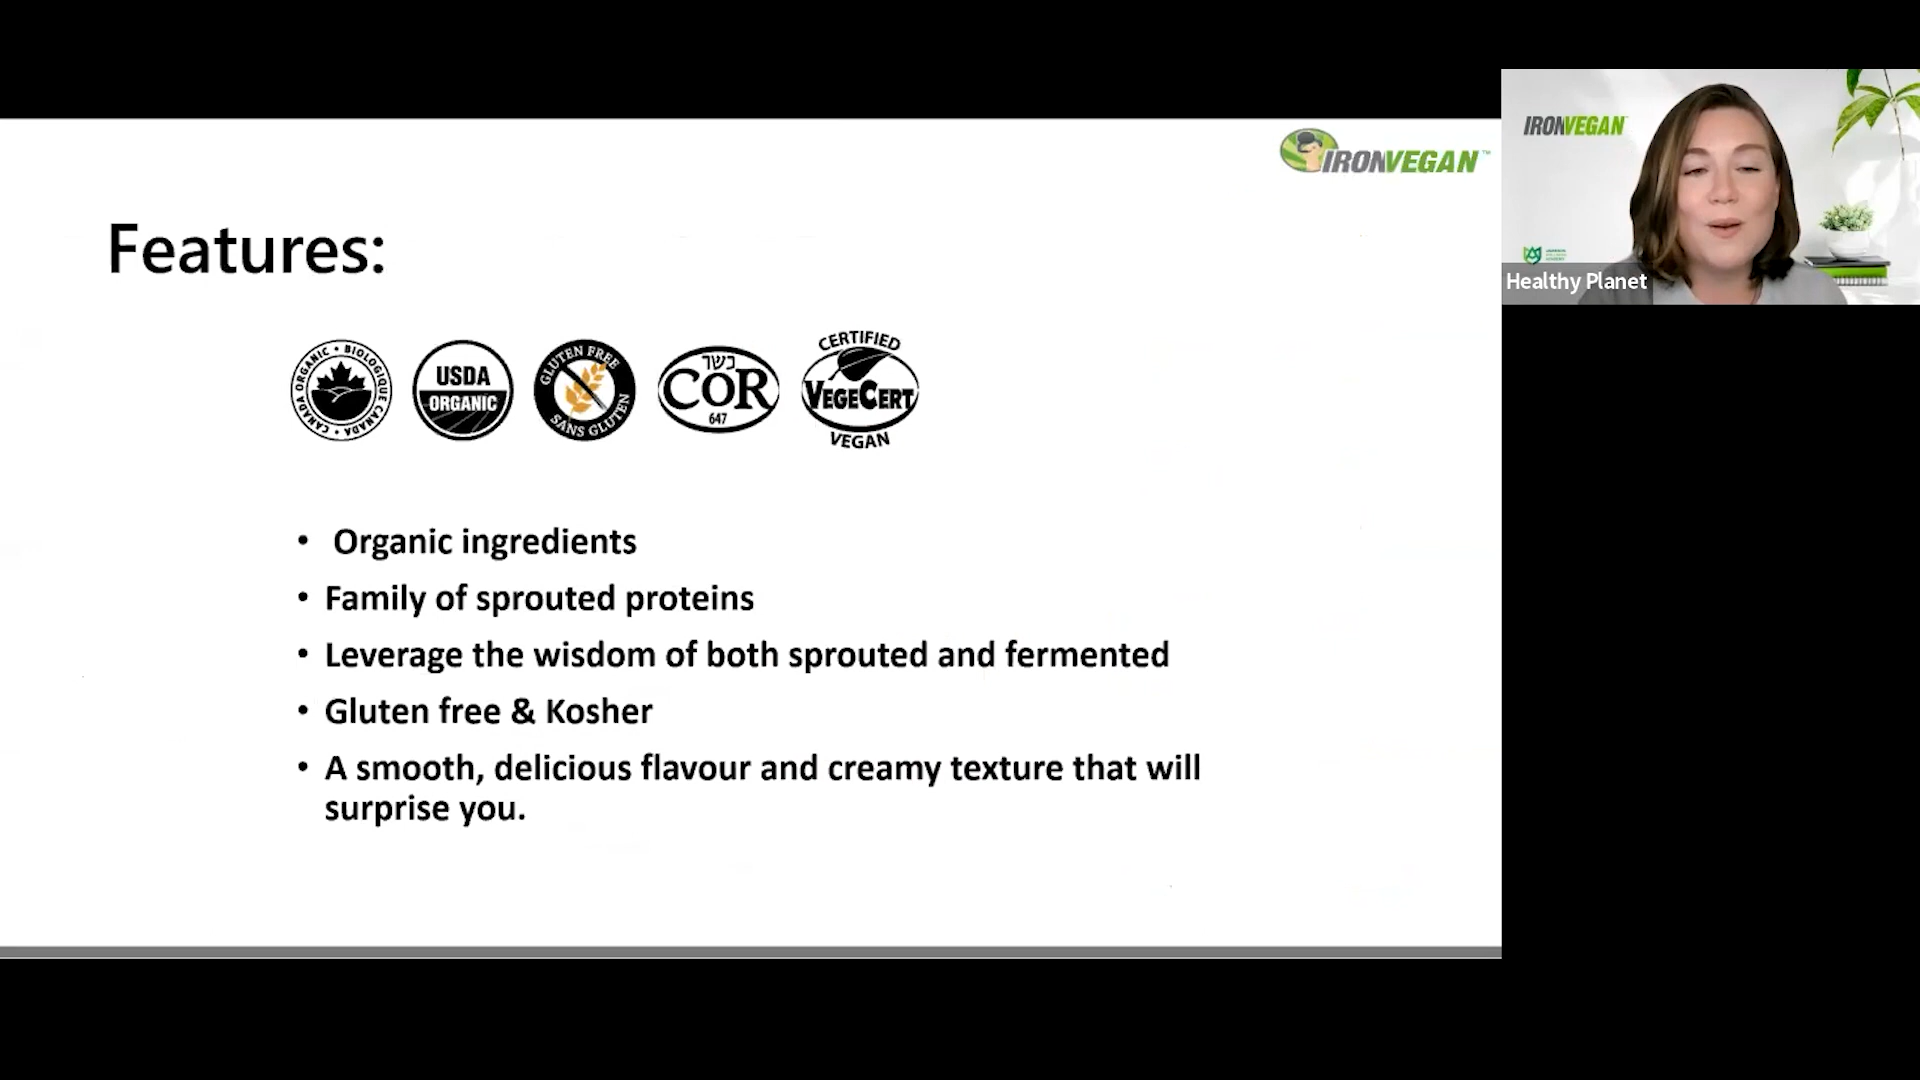 IRONVEGAN™
IRONVEGAN
Healthy Planet
Features:
CANADA ORGANIC • BIOLOGIQUE CANADA •
USDA
ORGANIC
GLUTEN FREE
SANS GLUTEN
כשר
COR
647
CERTIFIED
VEGECERT
VEGAN
• Organic ingredients
• Family of sprouted proteins
• Leverage the wisdom of both sprouted and fermented
• Gluten free & Kosher
• A smooth, delicious flavour and creamy texture that will
surprise you.